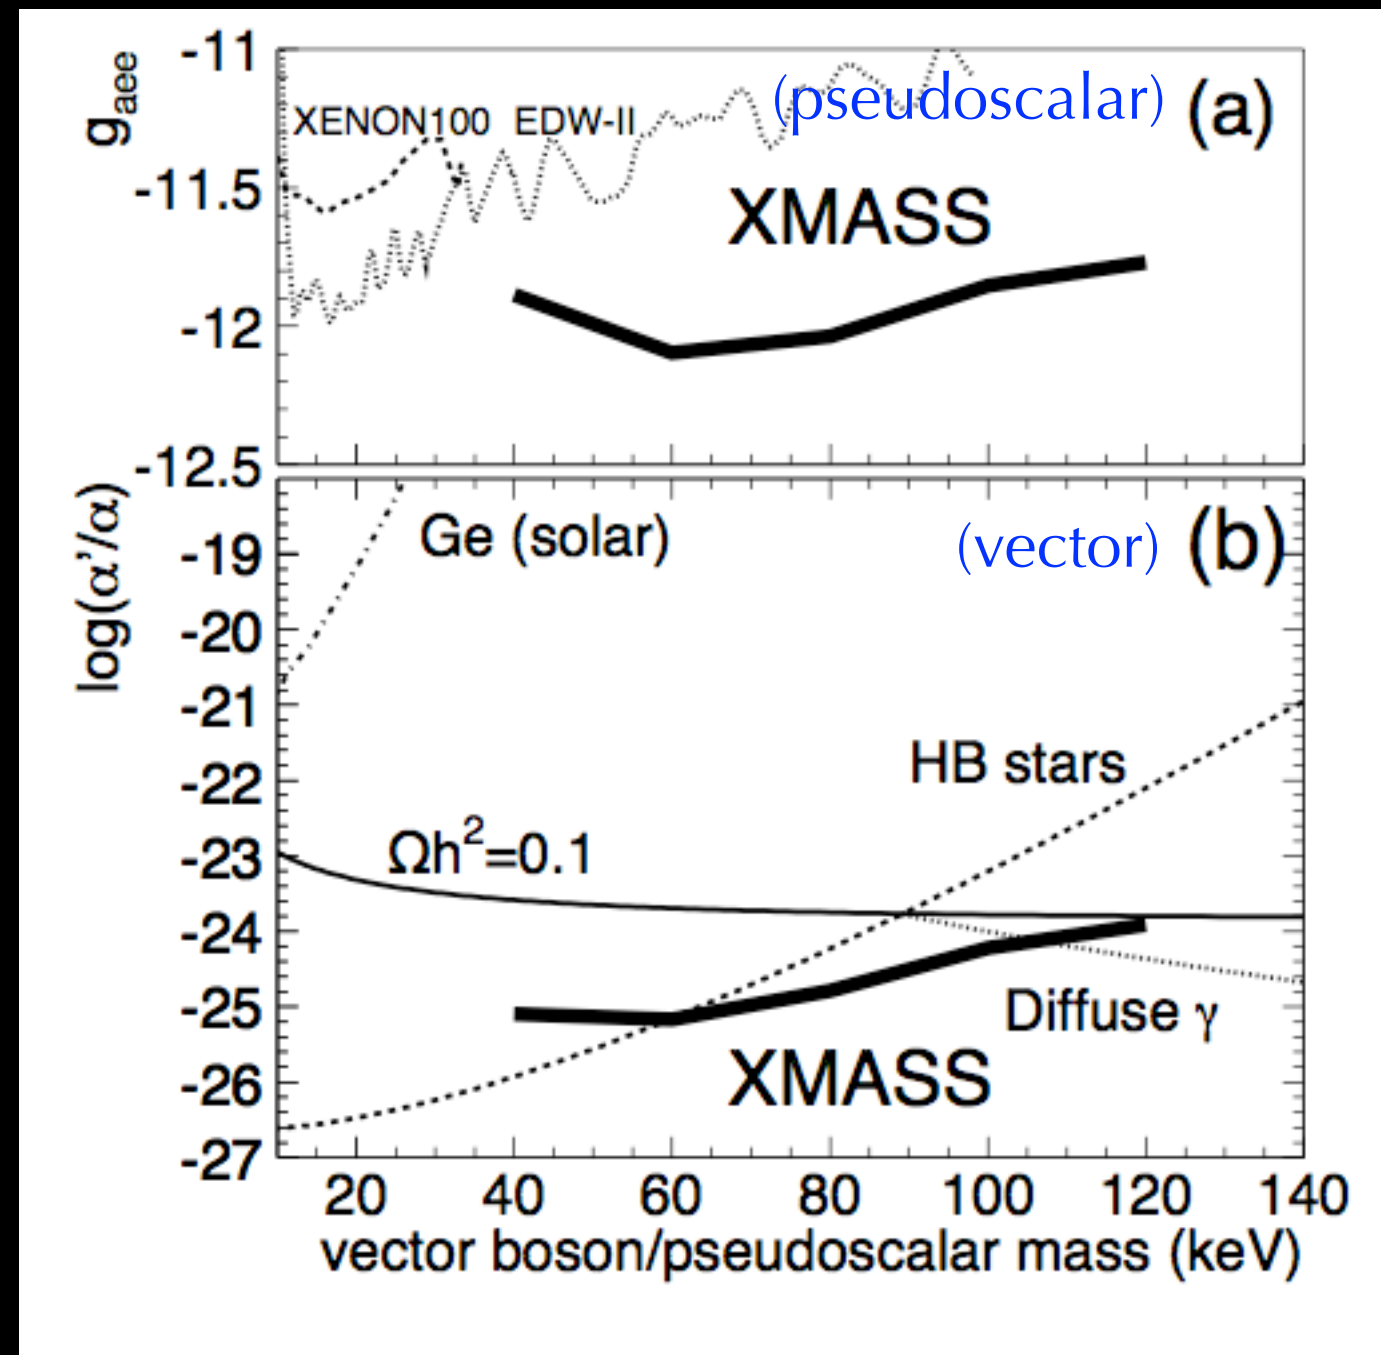 -11
g_aee
(pseudoscalar) (a)
XENON100 EDW-II
-11.5
XMASS
-12
-12.5
log(α'/α)
Ge (solar)
(vector) (b)
-19
-20
-21
HB stars
-22
Ωh²=0.1
-23
-24
-25
Diffuse γ
XMASS
-26
-27
20 40 60 80 100 120 140
vector boson/pseudoscalar mass (keV)